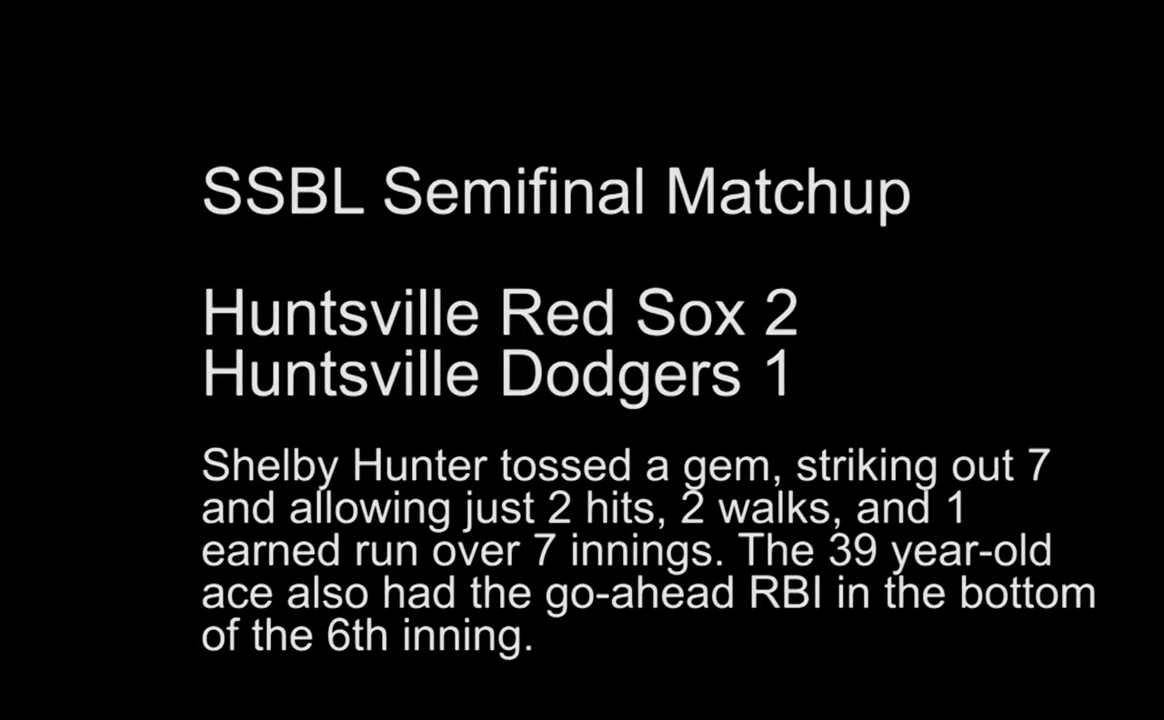 SSBL Semifinal Matchup
Huntsville Red Sox 2
Huntsville Dodgers 1
Shelby Hunter tossed a gem, striking out 7
and allowing just 2 hits, 2 walks, and 1
earned run over 7 innings. The 39 year-old
ace also had the go-ahead RBI in the bottom
of the 6th inning.